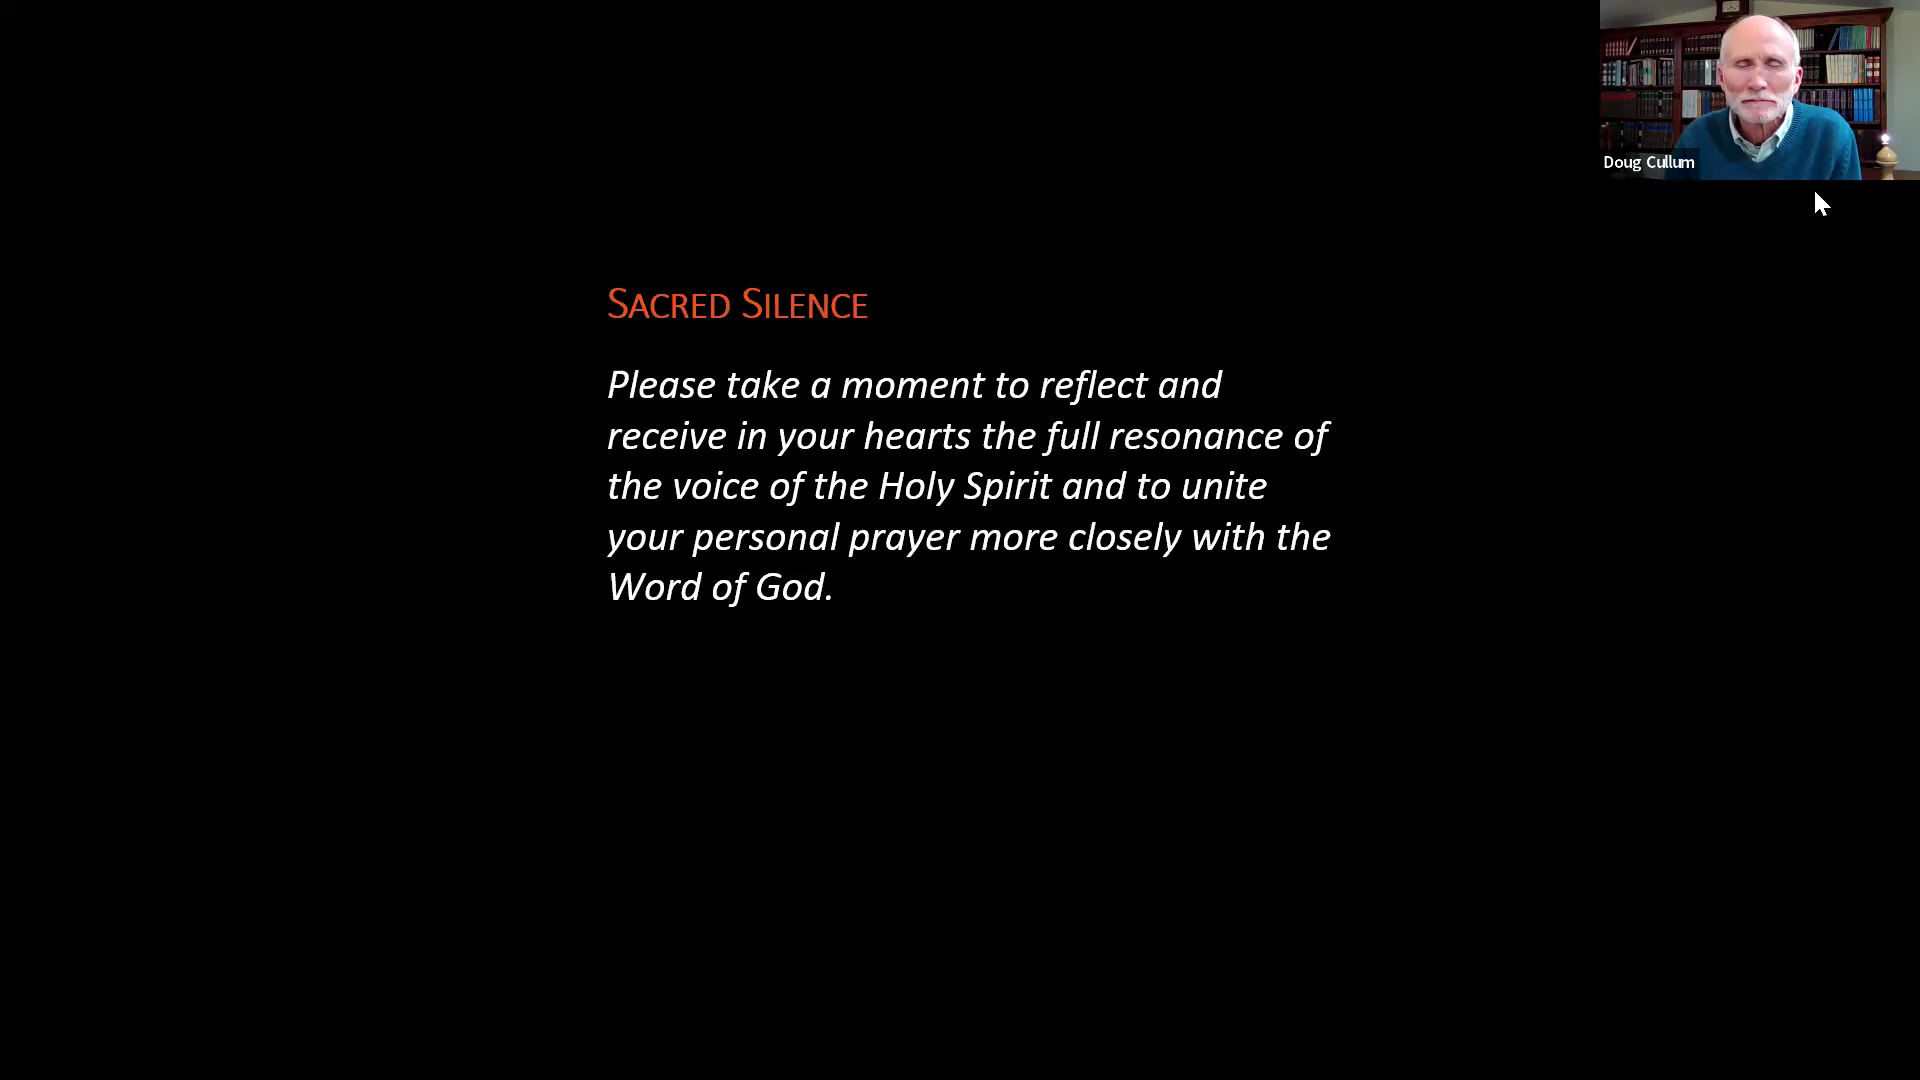 Doug Cullum
SACRED SILENCE
Please take a moment to reflect and
receive in your hearts the full resonance of
the voice of the Holy Spirit and to unite
your personal prayer more closely with the
Word of God.